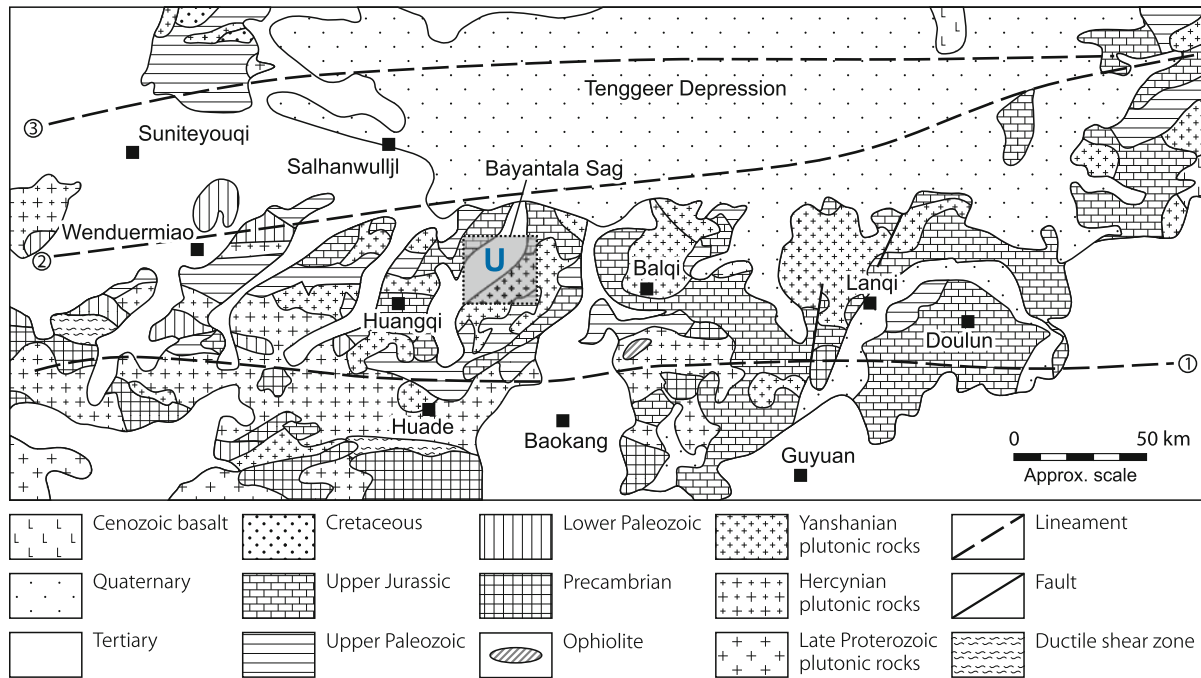 Tenggeer Depression
③
Suniteyouqi
Salhanwulljl
Bayantala Sag
Wenduermiao
②
U
Balqi
Lanqi
Huangqi
Doulun
①
Huade
Baokang
Guyuan
0 50 km
Approx. scale
Cenozoic basalt
Cretaceous
Lower Paleozoic
Yanshanian
plutonic rocks
Lineament
Quaternary
Upper Jurassic
Precambrian
Hercynian
plutonic rocks
Fault
Tertiary
Upper Paleozoic
Ophiolite
Late Proterozoic
plutonic rocks
Ductile shear zone